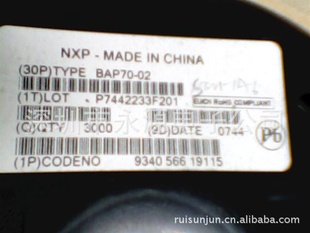 NXP - MADE IN CHINA
(30P)TYPE BAP70-02
(1T)LOT P7442233F201
EUCH RoHS COMPLIANT
(Q)QTY 3000 (9D)DATE 0744
Pb
(1P)CODENO 9340 566 19115
ruisunjun.cn.alibaba.com